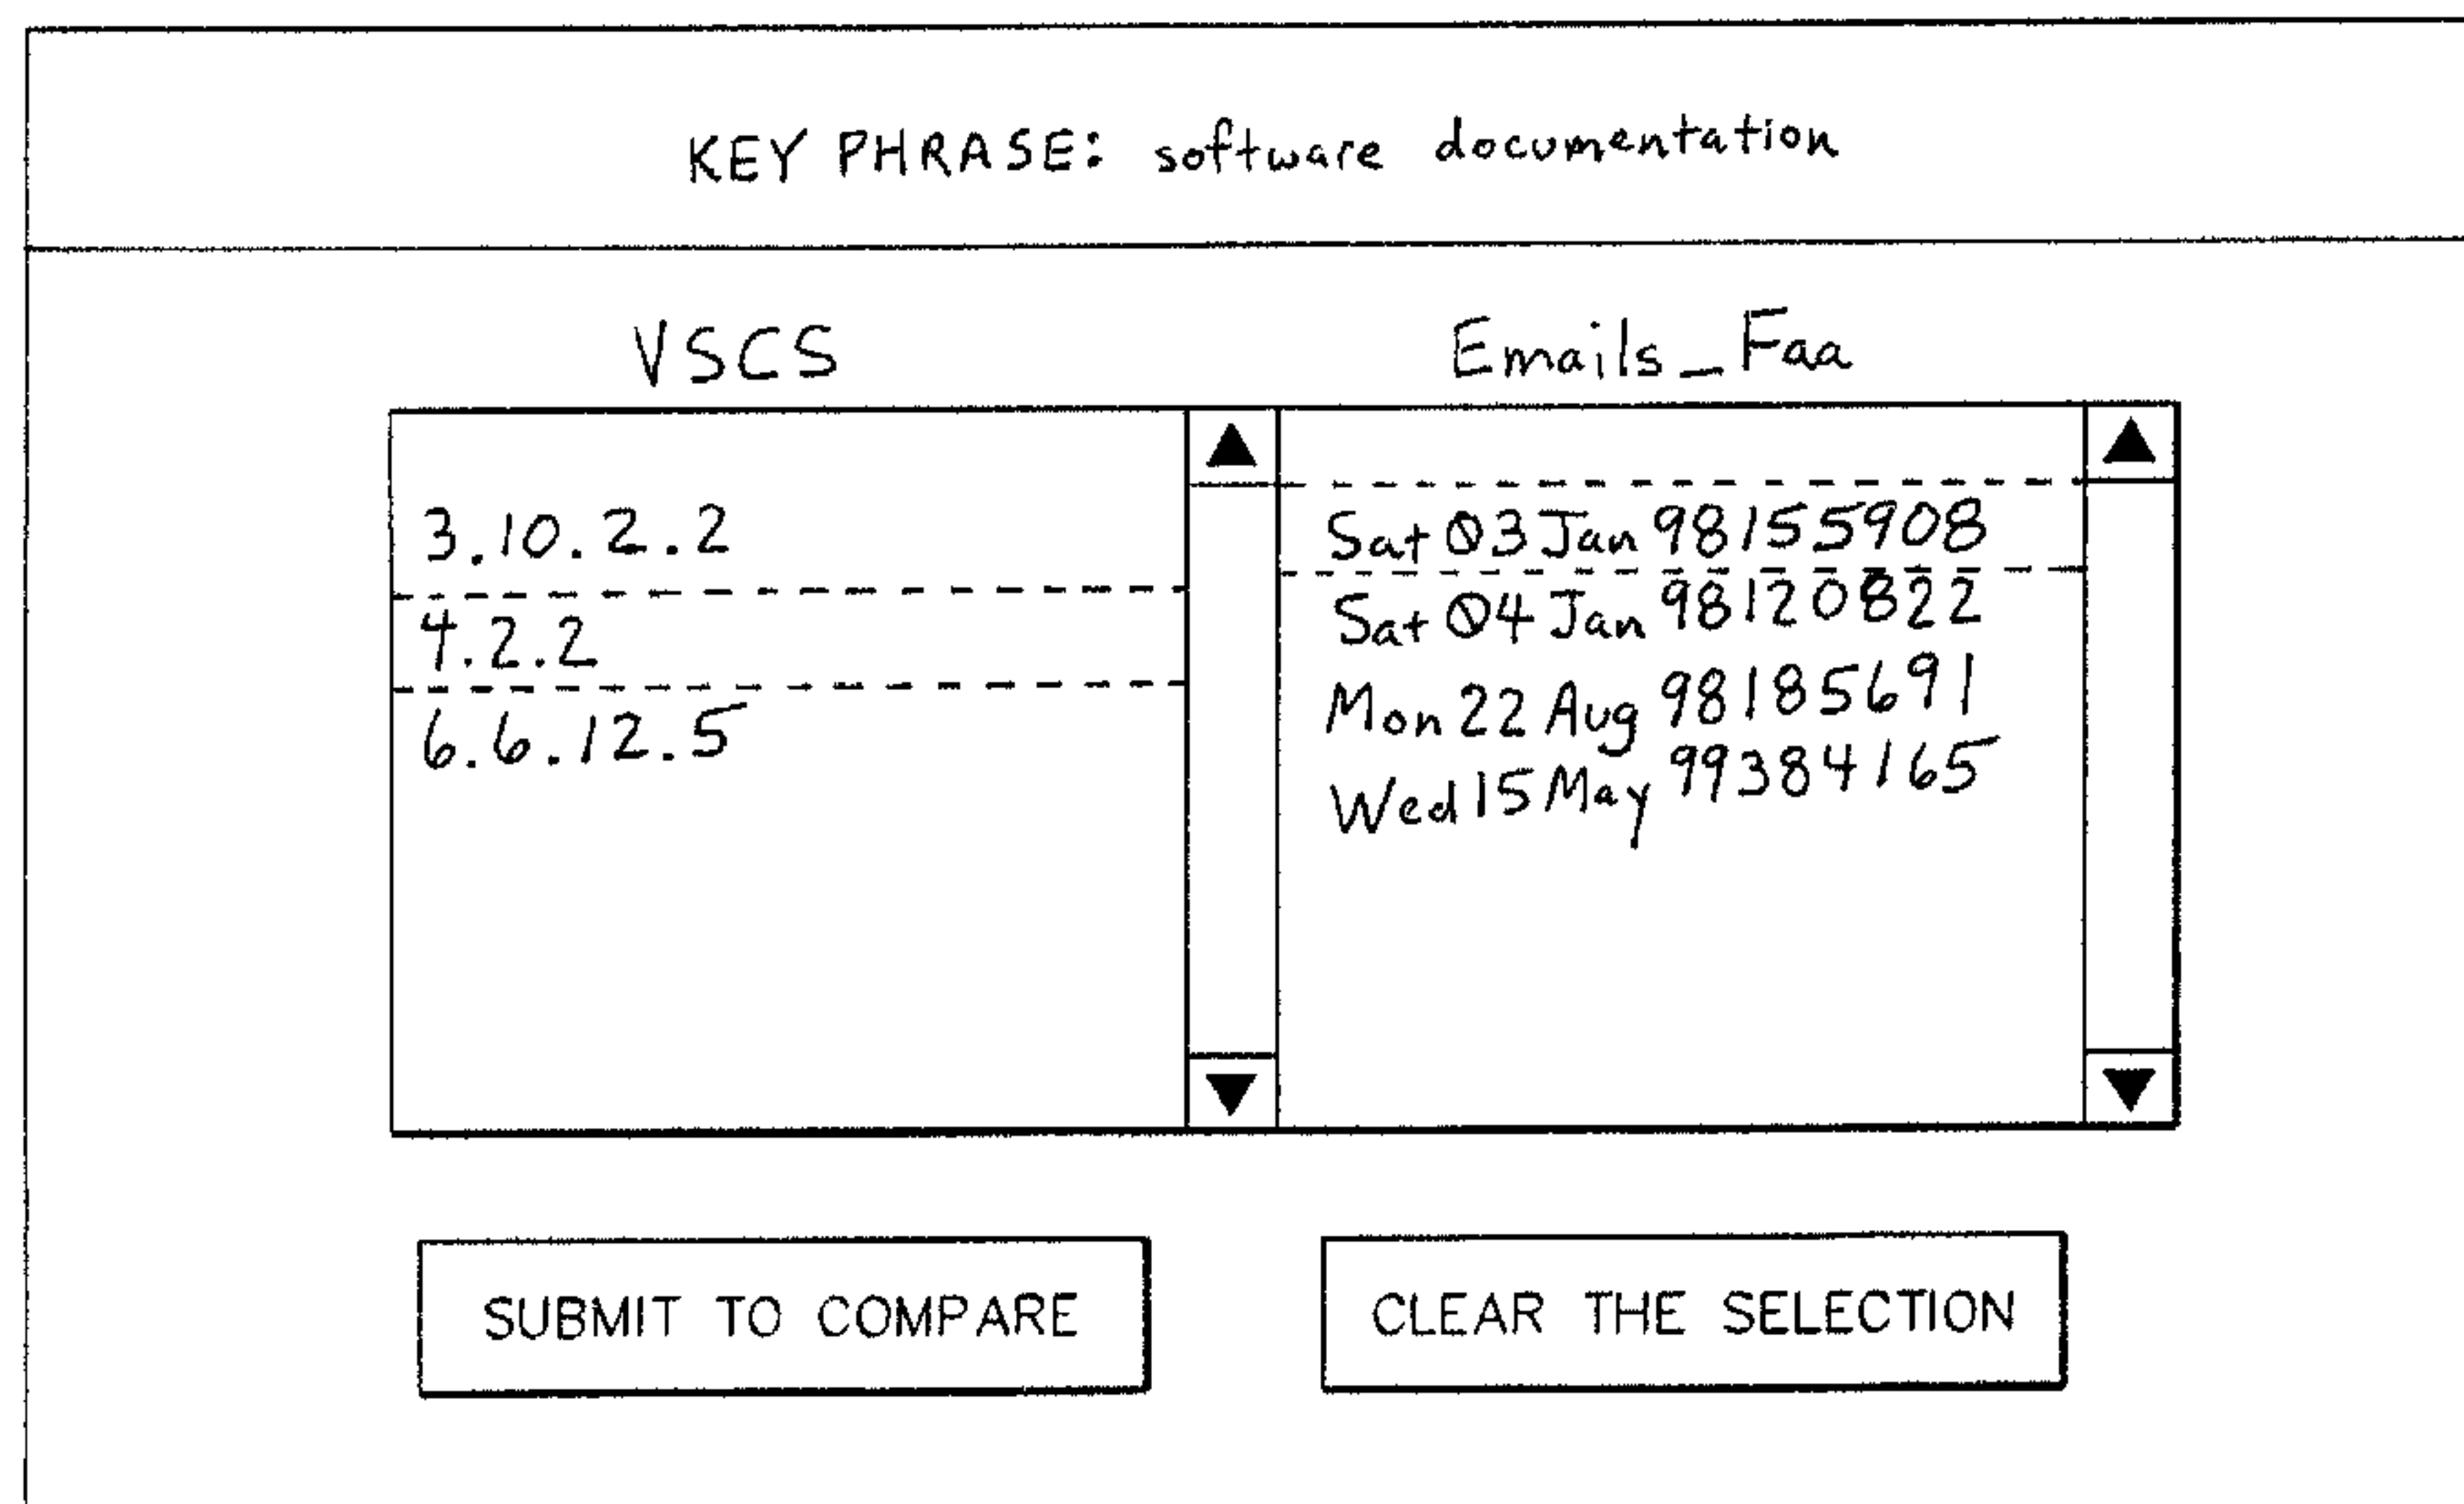 KEY PHRASE: software documentation
VSCS
3.10.2.2
4.2.2
6.6.12.5
Emails_Faa
Sat 03 Jan 98155908
Sat 04 Jan 98120822
Mon 22 Aug 98185691
Wed 15 May 99384165
SUBMIT TO COMPARE
CLEAR THE SELECTION